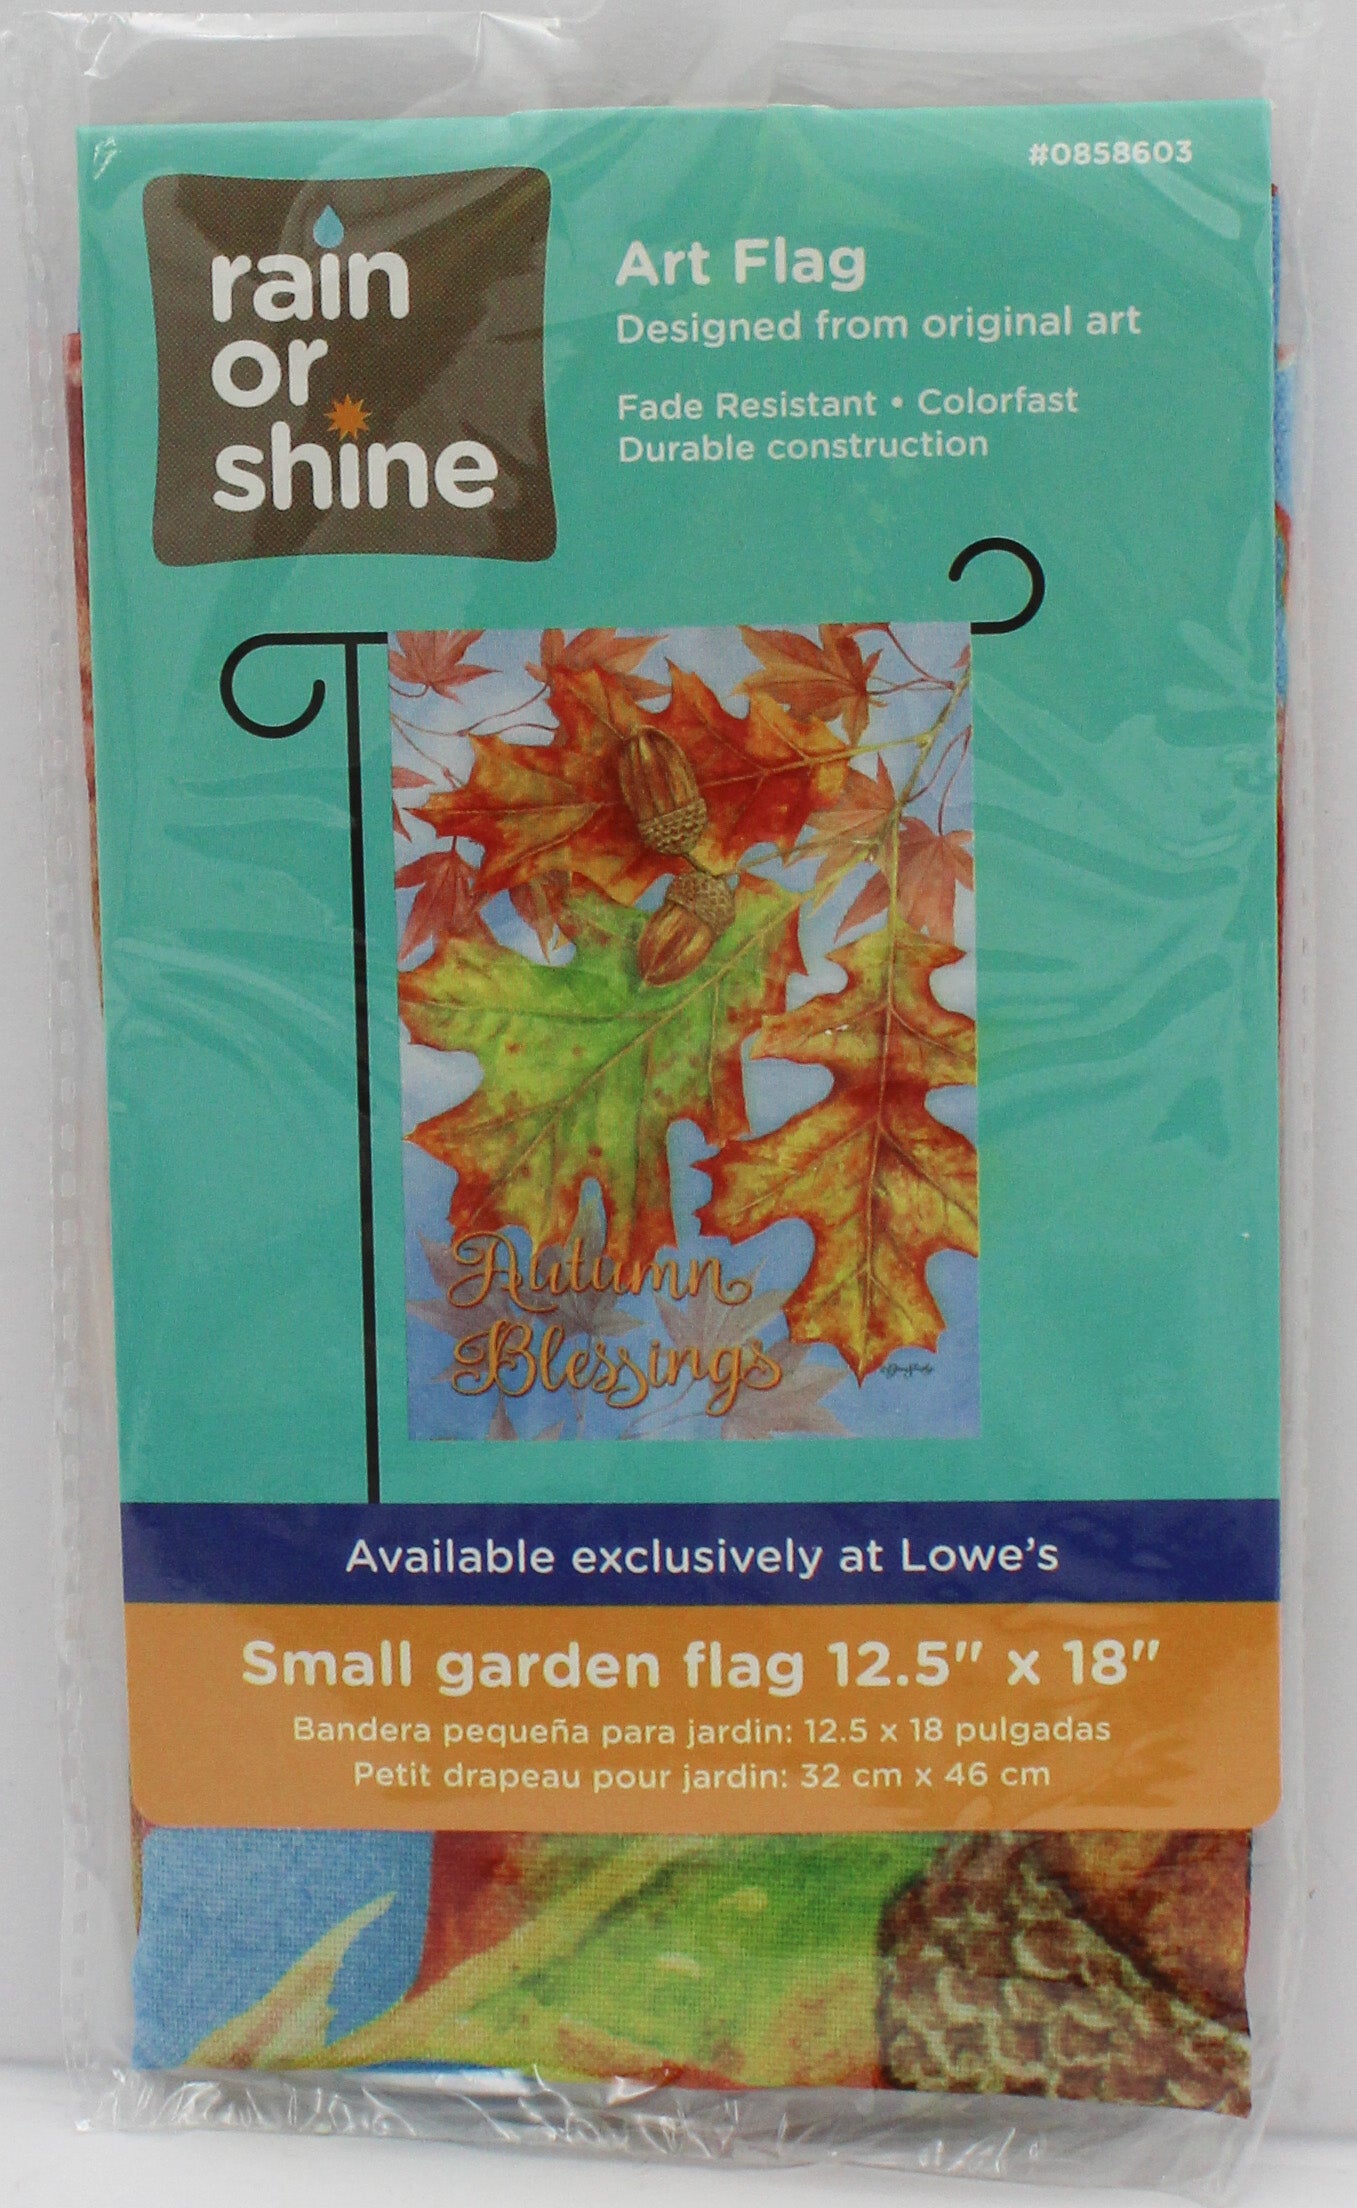 #0858603
rain
or
shine
Art Flag
Designed from original art
Fade Resistant • Colorfast
Durable construction
Autumn
Blessings
Available exclusively at Lowe's
Small garden flag 12.5" x 18"
Bandera pequeña para jardin: 12.5 x 18 pulgadas
Petit drapeau pour jardin: 32 cm x 46 cm